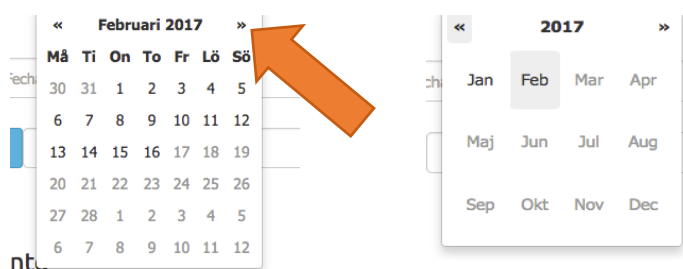 « Februari 2017 »
Må Ti On To Fr Lö Sö
30 31 1 2 3 4 5
6 7 8 9 10 11 12
13 14 15 16 17 18 19
20 21 22 23 24 25 26
27 28 1 2 3 4 5
6 7 8 9 10 11 12
« 2017 »
Jan Feb Mar Apr
Maj Jun Jul Aug
Sep Okt Nov Dec